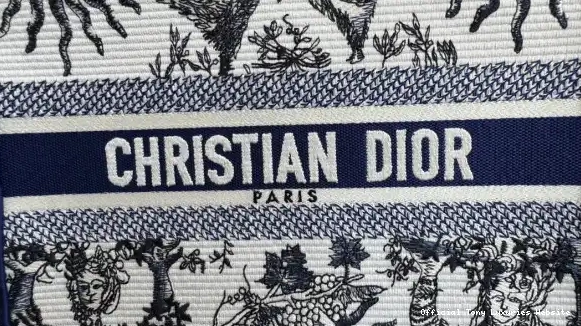 CHRISTIAN DIOR
PARIS
Official Tony Luxuries Website